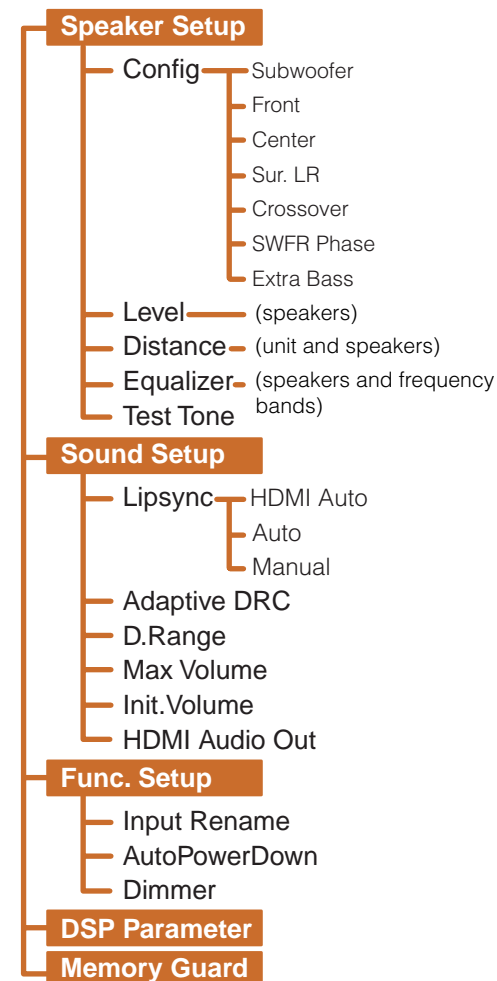 Speaker Setup
Config
Subwoofer
Front
Center
Sur. LR
Crossover
SWFR Phase
Extra Bass
Level (speakers)
Distance (unit and speakers)
Equalizer (speakers and frequency
bands)
Test Tone
Sound Setup
Lipsync HDMI Auto
Auto
Manual
Adaptive DRC
D.Range
Max Volume
Init.Volume
HDMI Audio Out
Func. Setup
Input Rename
AutoPowerDown
Dimmer
DSP Parameter
Memory Guard